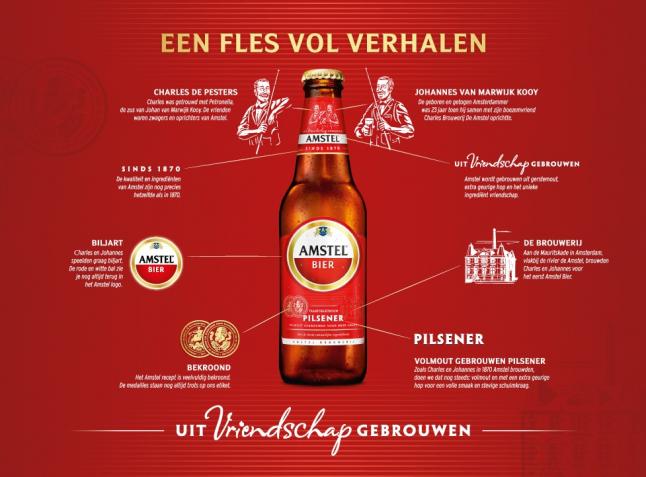 EEN FLES VOL VERHALEN
CHARLES DE PESTERS
Charles was getrouwd met Petronella,
de zus van Johan van Marwijk Kooy. De vrienden
waren zwagers en oprichters van Amstel.
JOHANNES VAN MARWIJK KOOY
De geboren en getogen Amsterdammer
was 23 jaar toen hij samen met zijn boezemvriend
Charles Brouwerij De Amstel oprichtte.
AMSTEL
SINDS 1870
SINDS 1870
De kwaliteit en ingrediënten
van Amstel zijn nog precies
hetzelfde als in 1870.
UIT Vriendschap GEBROUWEN
Amstel wordt gebrouwen uit gerstemout,
extra geurige hop en het unieke
ingrediënt vriendschap.
BILJART
Charles en Johannes
speelden graag biljart.
De rode en witte bal zie
je nog altijd terug in
het Amstel logo.
AMSTEL
BIER
AMSTEL
BIER
DE BROUWERIJ
Aan de Mauritskade in Amsterdam,
vlakbij de rivier de Amstel, brouwden
Charles en Johannes voor
het eerst Amstel Bier.
PILSENER
AMSTEL BROUWERIJ
BEKROOND
Het Amstel recept is veelvuldig bekroond.
De medailles staan nog altijd trots op ons etiket.
PILSENER
VOLMOUT GEBROUWEN PILSENER
Zoals Charles en Johannes in 1870 Amstel brouwden,
doen we dat nog steeds: volmout en met een extra geurige
hop voor een volle smaak en stevige schuimkraag.
UIT Vriendschap GEBROUWEN